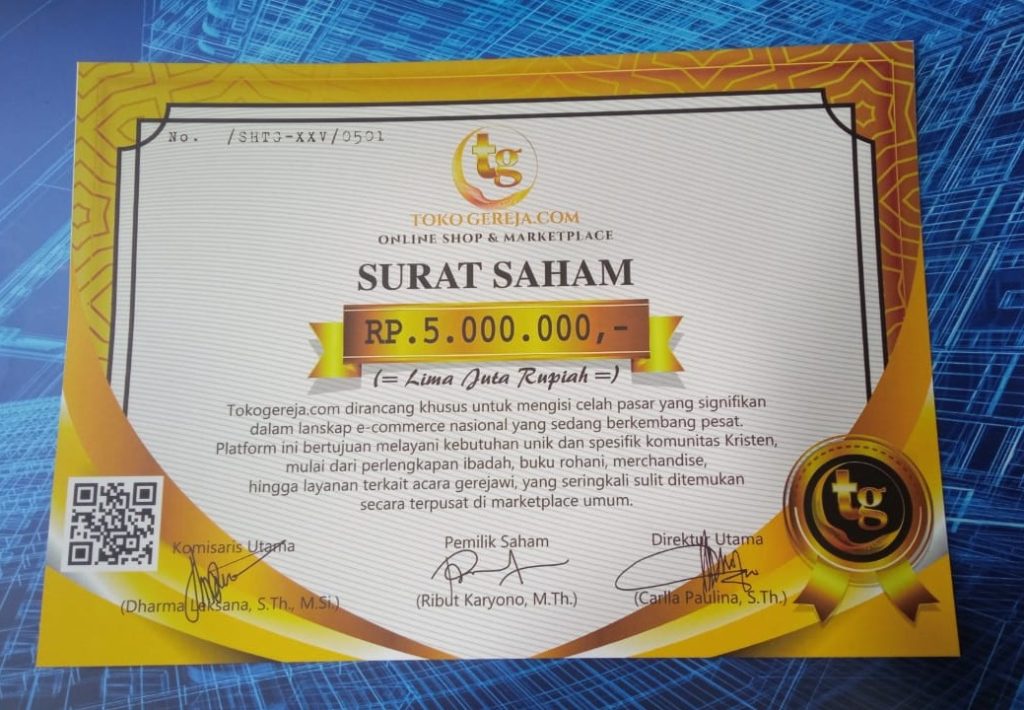 No. /SHTG-XXV/0501
tg
TOKO GEREJA.COM
ONLINE SHOP & MARKETPLACE
SURAT SAHAM
RP.5.000.000,-
(= Lima Juta Rupiah =)
Tokogereja.com dirancang khusus untuk mengisi celah pasar yang signifikan
dalam lanskap e-commerce nasional yang sedang berkembang pesat.
Platform ini bertujuan melayani kebutuhan unik dan spesifik komunitas Kristen,
mulai dari perlengkapan ibadah, buku rohani, merchandise,
hingga layanan terkait acara gerejawi, yang seringkali sulit ditemukan
secara terpusat di marketplace umum.
tg
Komisaris Utama
(Dharma Leksana, S.Th., M.Si.)
Pemilik Saham
(Ribut Karyono, M.Th.)
Direktur Utama
(Carlla Paulina, S.Th.)